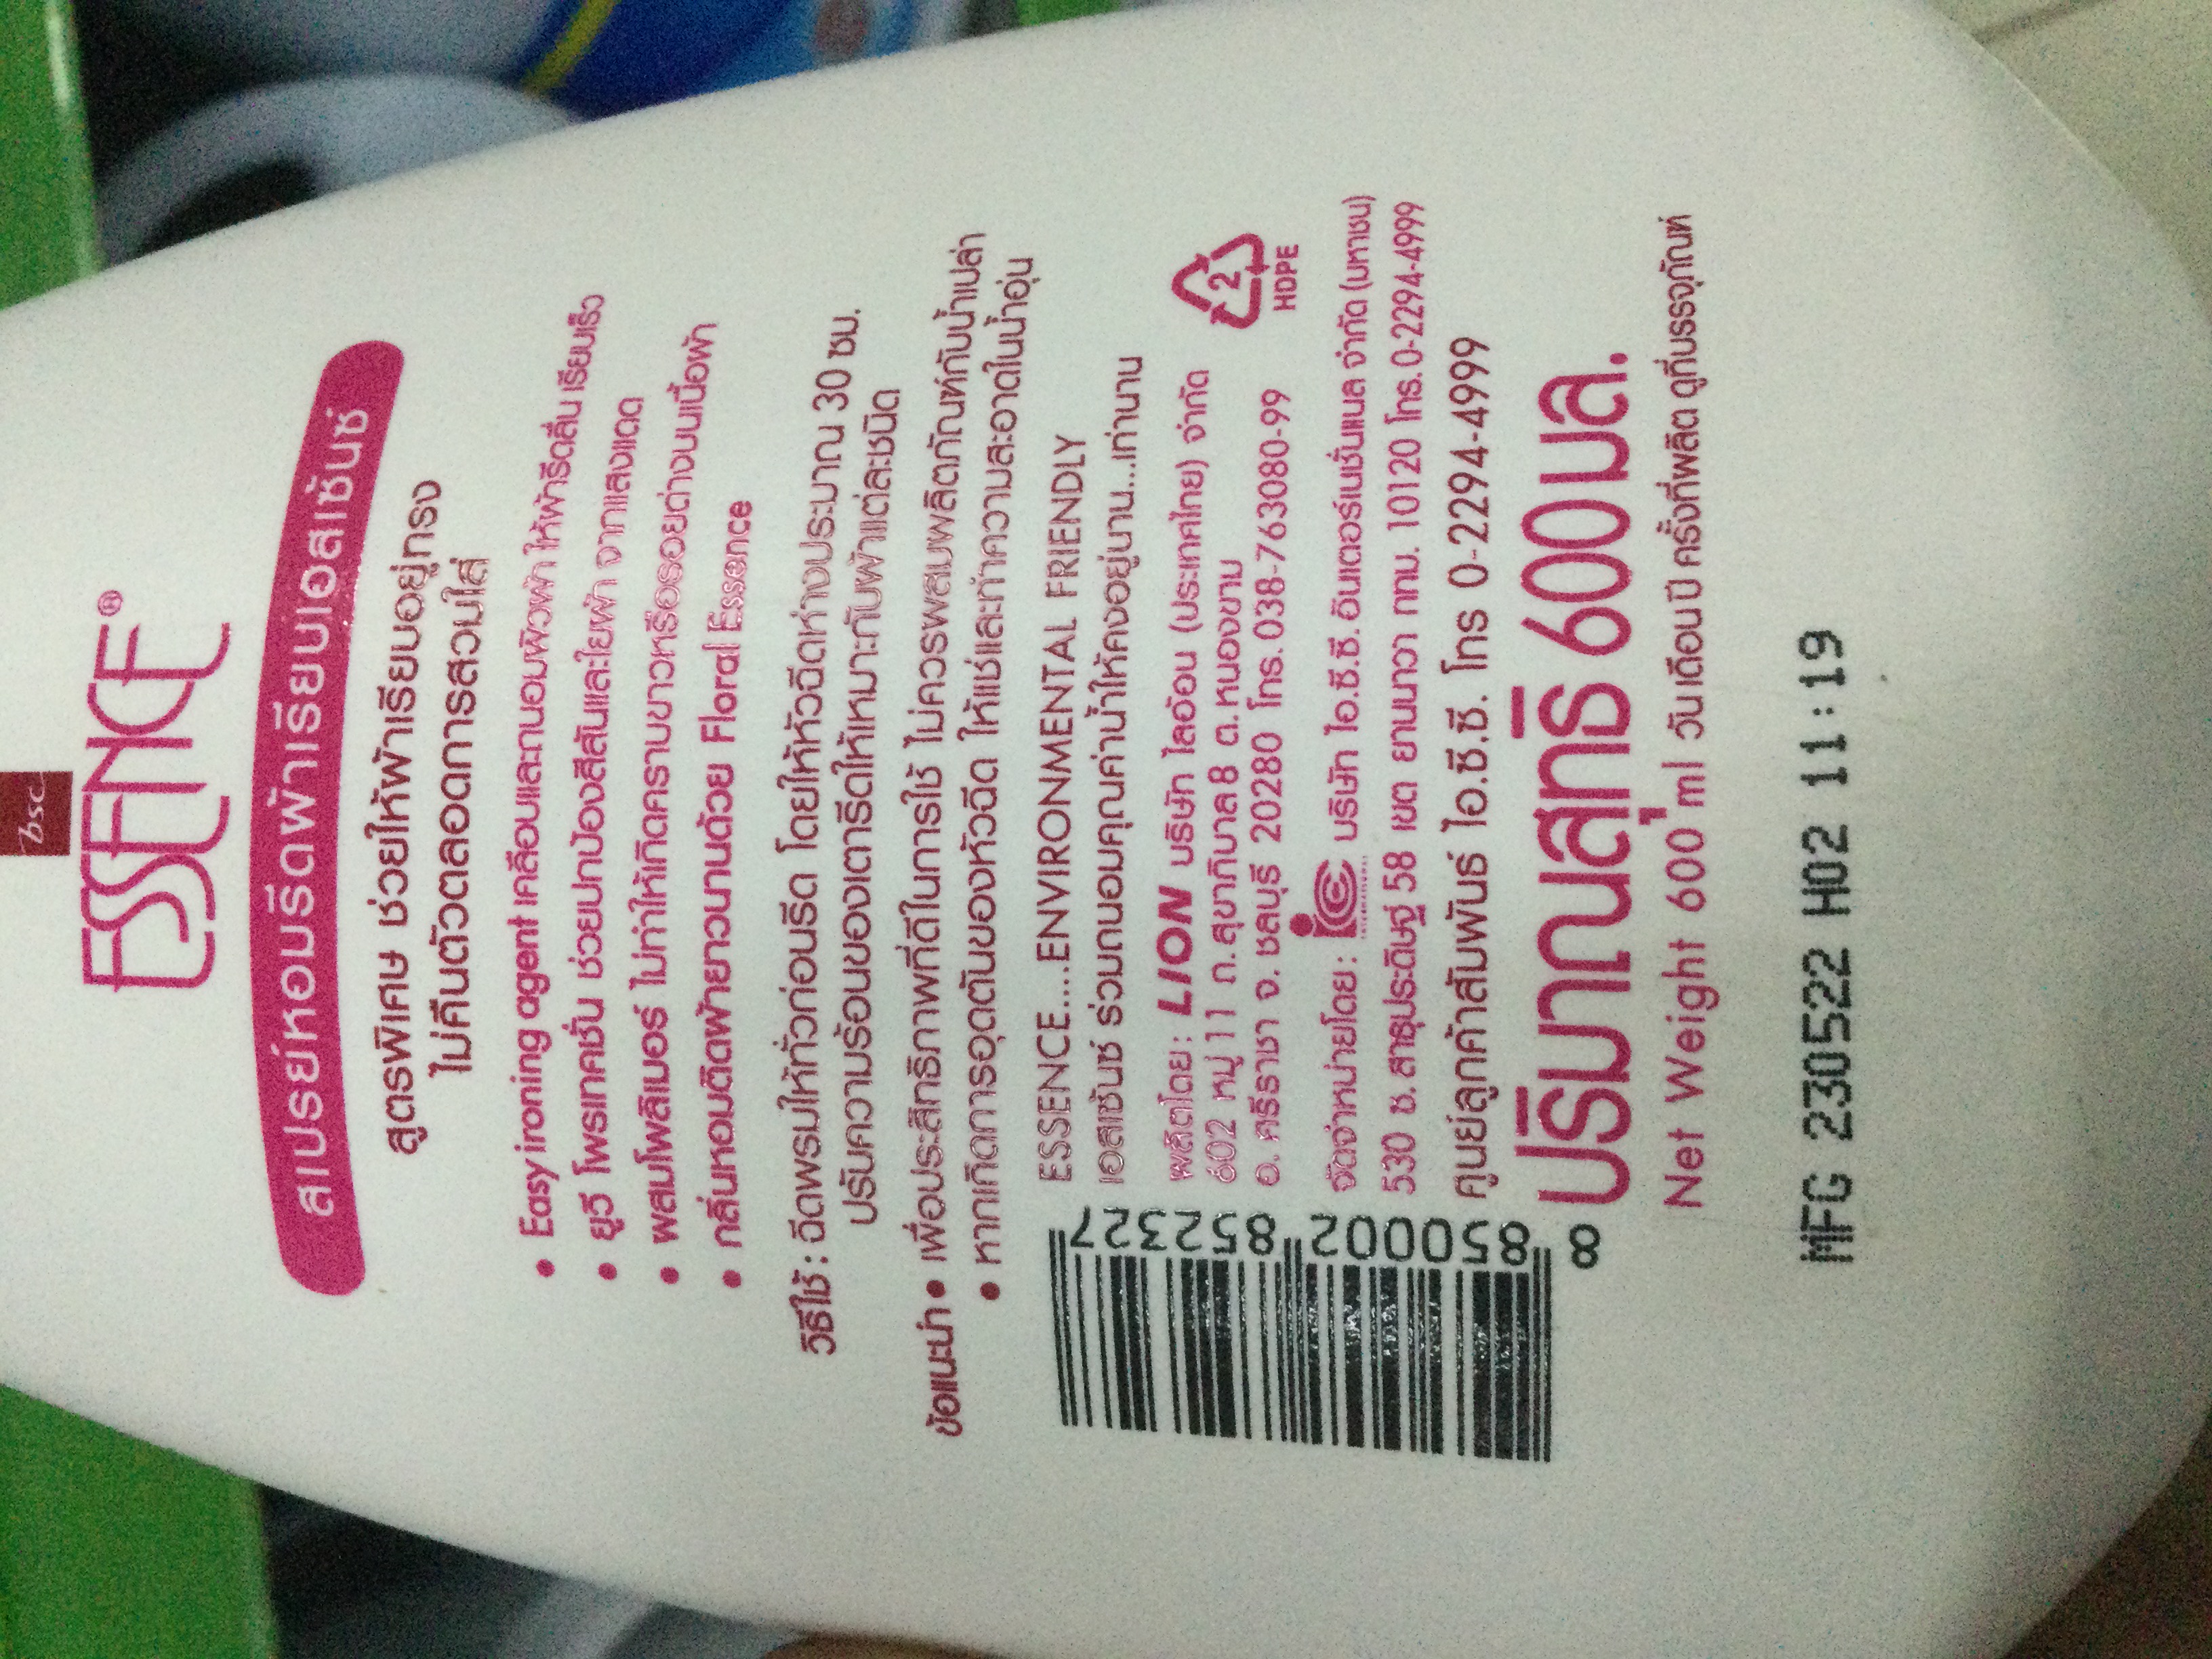 bsc
ESSENCE®
สเปรย์หอมรีดผ้าเรียบเอสเซ้นซ์
สูตรพิเศษ ช่วยให้ผ้าเรียบอยู่ทรง
ไม่คืนตัวตลอดการสวมใส่
• Easy ironing agent เคลือบและถนอมผิวผ้า ให้ผ้ารีดลื่น เรียบเร็ว
• ยูวี โพรเทคชั่น ช่วยปกป้องสีสันและใยผ้า จากแสงแดด
• ผสมโพลิเมอร์ ไม่ทำให้เกิดคราบขาวหรือรอยด่างบนเนื้อผ้า
• กลิ่นหอมติดผ้ายาวนานด้วย Floral Essence
วิธีใช้ : ฉีดพรมให้ทั่วก่อนรีด โดยให้หัวฉีดห่างประมาณ 30 ซม.
ปรับความร้อนของเตารีดให้เหมาะกับผ้าแต่ละชนิด
ข้อแนะนำ • เพื่อประสิทธิภาพที่ดีในการใช้ ไม่ควรผสมผลิตภัณฑ์กับน้ำเปล่า
• หากเกิดการอุดตันของหัวฉีด ให้แช่และทำความสะอาดในน้ำอุ่น
ESSENCE....ENVIRONMENTAL FRIENDLY
เอสเซ้นซ์ ร่วมถนอมคุณค่าน้ำให้คงอยู่นาน...เท่านาน
ผลิตโดย : LION บริษัท ไลอ้อน (ประเทศไทย) จำกัด
602 หมู่ 11 ถ. สุขาภิบาล 8 ต. หนองขาม
อ. ศรีราชา จ. ชลบุรี 20280 โทร. 038-763080-99
2
HDPE
จัดจำหน่ายโดย : ICC INTERNATIONAL บริษัท ไอ.ซี.ซี. อินเตอร์เนชั่นแนล จำกัด (มหาชน)
530 ซ. สาธุประดิษฐ์ 58 เขต ยานนาวา กทม. 10120 โทร. 0-2294-4999
ศูนย์ลูกค้าสัมพันธ์ ไอ.ซี.ซี. โทร 0-2294-4999
ปริมาณสุทธิ 600 มล.
Net Weight 600 ml วัน เดือน ปี ครั้งที่ผลิต ดูที่บรรจุภัณฑ์
8 850002 852327
MFG 230522 H02 11:19